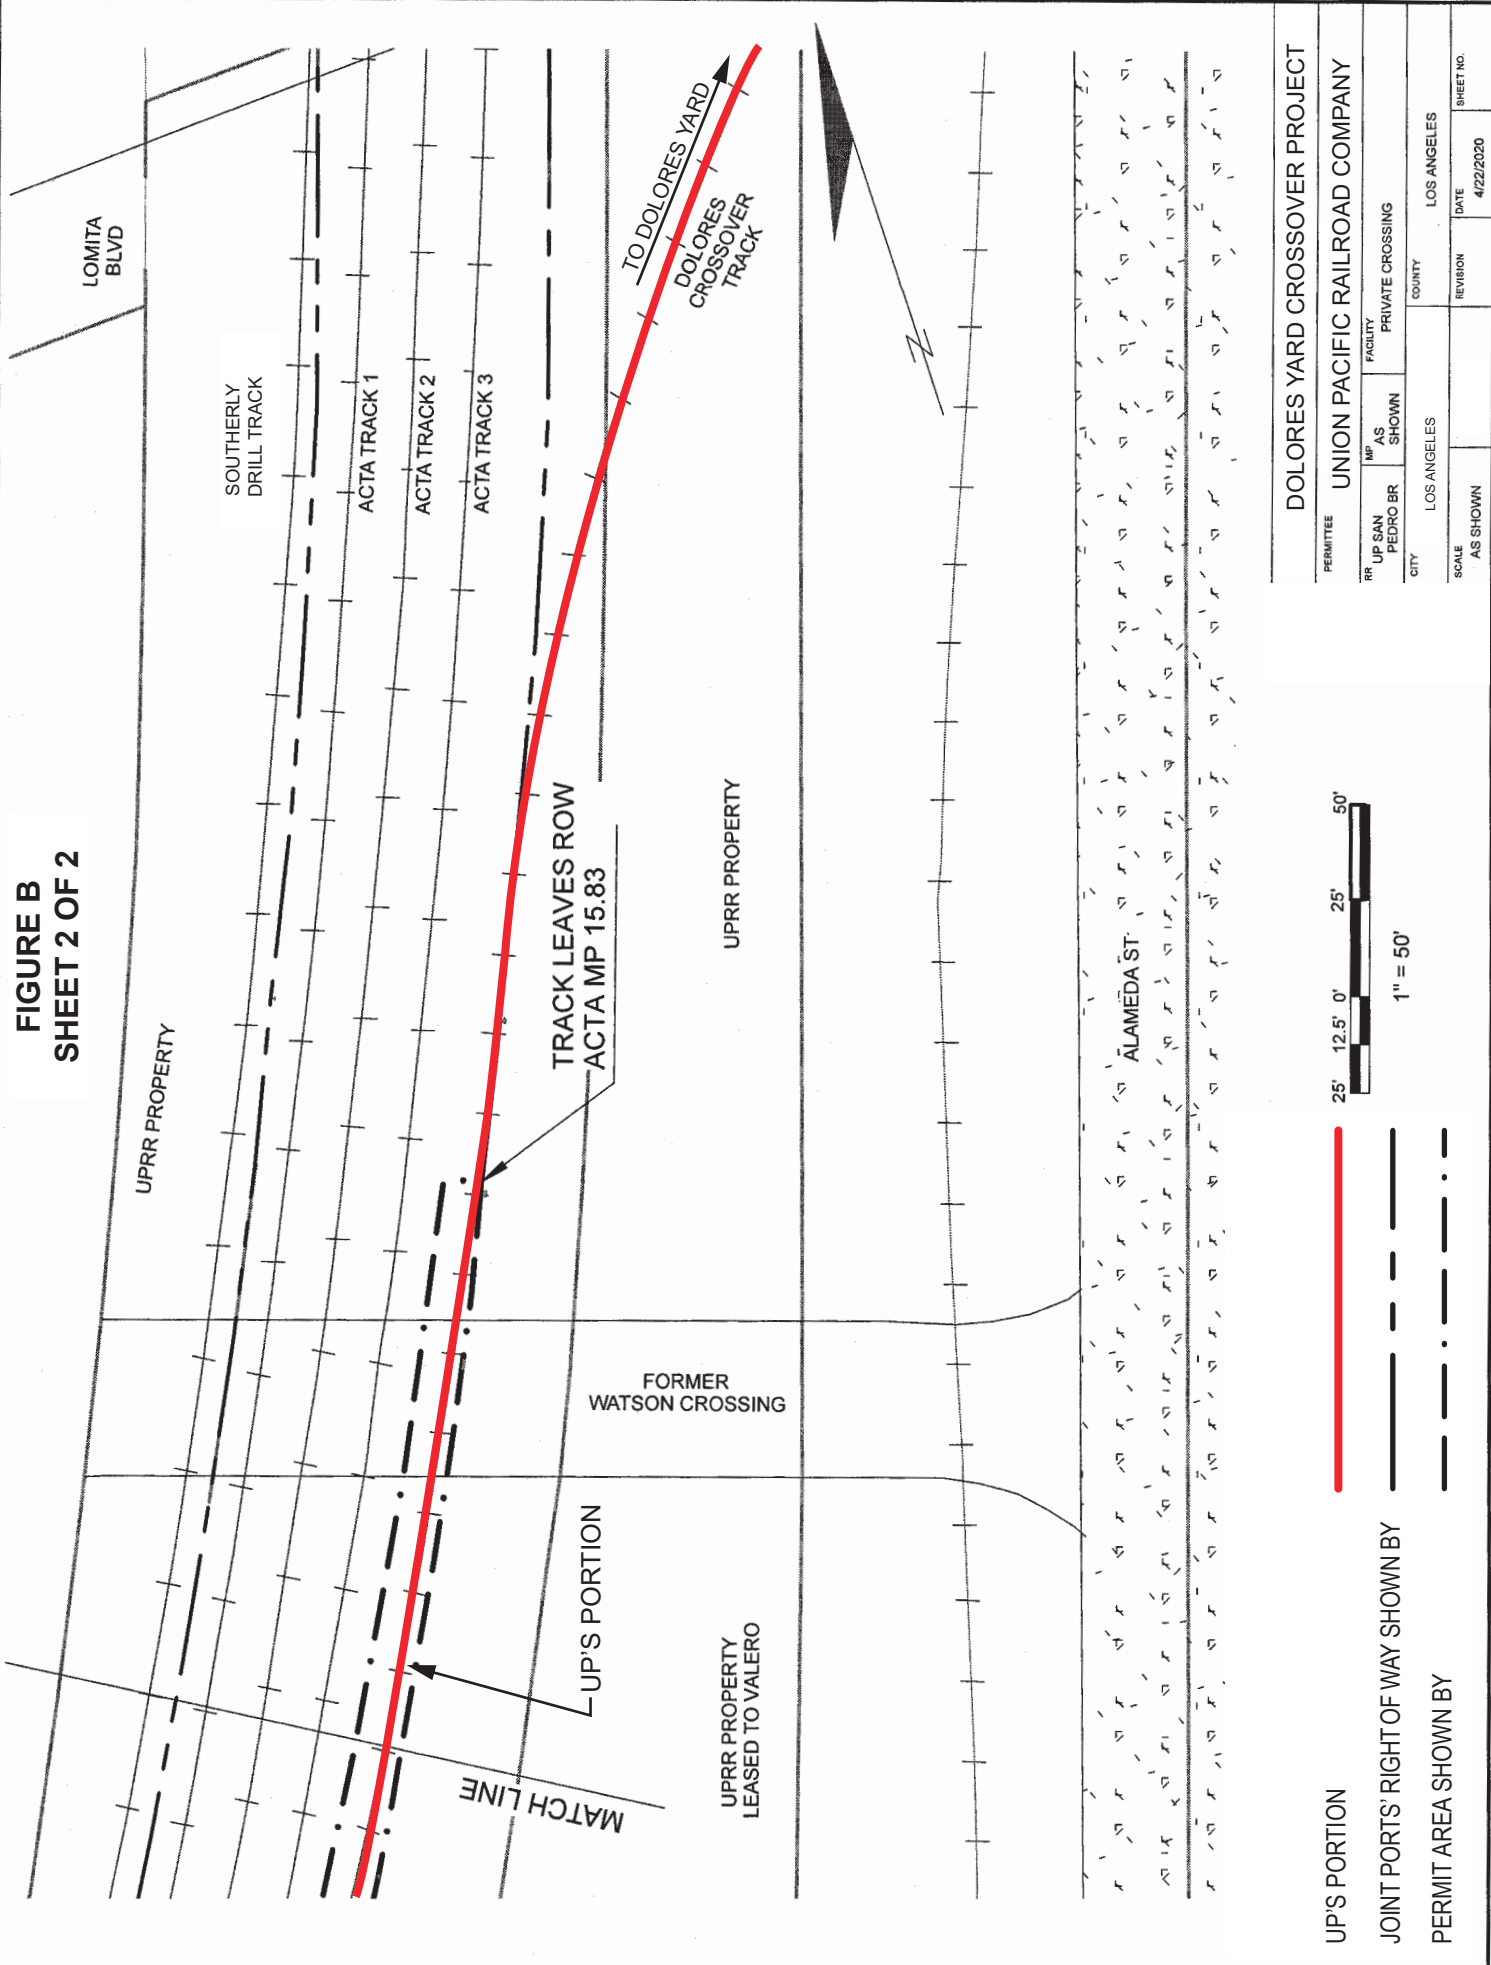 FIGURE B
SHEET 2 OF 2
LOMITA
BLVD
UPRR PROPERTY
SOUTHERLY
DRILL TRACK
ACTA TRACK 1
ACTA TRACK 2
ACTA TRACK 3
TO DOLORES YARD
DOLORES
CROSSOVER
TRACK
TRACK LEAVES ROW
ACTA MP 15.83
UPRR PROPERTY
FORMER
WATSON CROSSING
UP'S PORTION
MATCH LINE
UPRR PROPERTY
LEASED TO VALERO
N
ALAMEDA ST
UP'S PORTION
JOINT PORTS' RIGHT OF WAY SHOWN BY
PERMIT AREA SHOWN BY
25' 12.5' 0' 25' 50'
1" = 50'
DOLORES YARD CROSSOVER PROJECT
PERMITTEE
UNION PACIFIC RAILROAD COMPANY
RR
UP SAN
PEDRO BR
MP
AS
SHOWN
FACILITY
PRIVATE CROSSING
CITY
LOS ANGELES
COUNTY
LOS ANGELES
SCALE
AS SHOWN
REVISION
DATE
4/22/2020
SHEET NO.